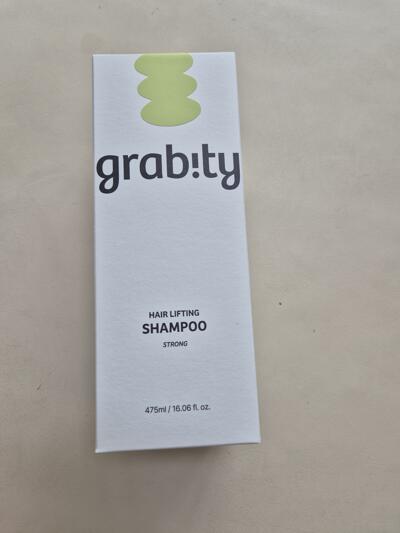 grab!ty
HAIR LIFTING
SHAMPOO
STRONG
475ml / 16.06 fl. oz.